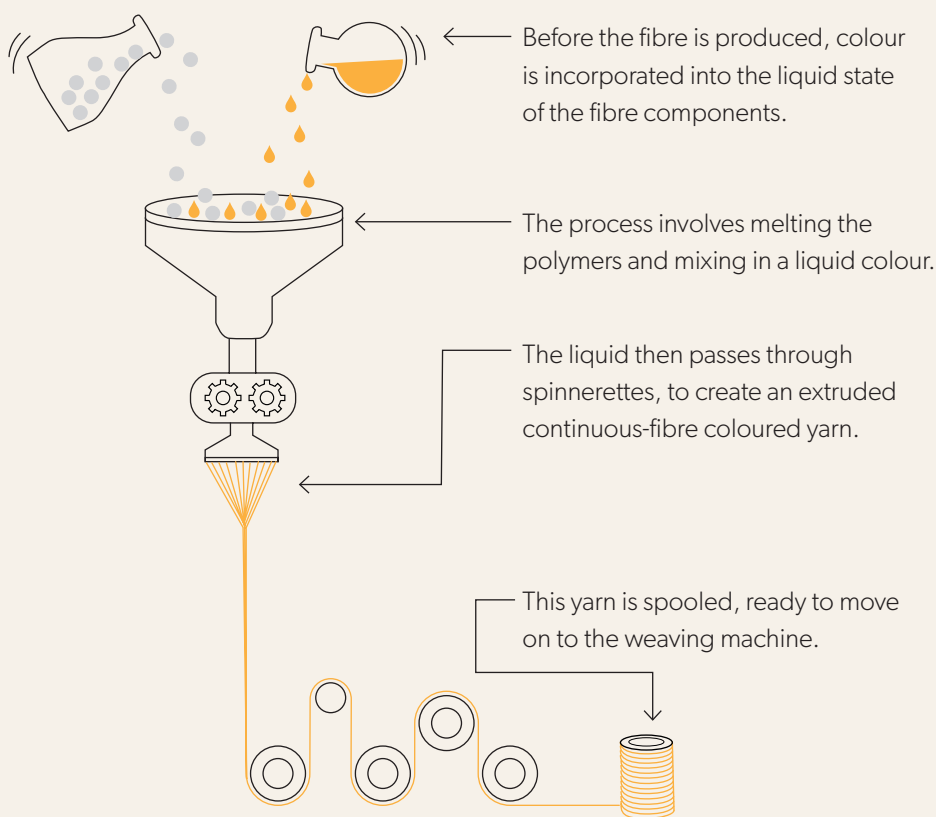 Before the fibre is produced, colour
is incorporated into the liquid state
of the fibre components.
The process involves melting the
polymers and mixing in a liquid colour.
The liquid then passes through
spinnerettes, to create an extruded
continuous-fibre coloured yarn.
This yarn is spooled, ready to move
on to the weaving machine.